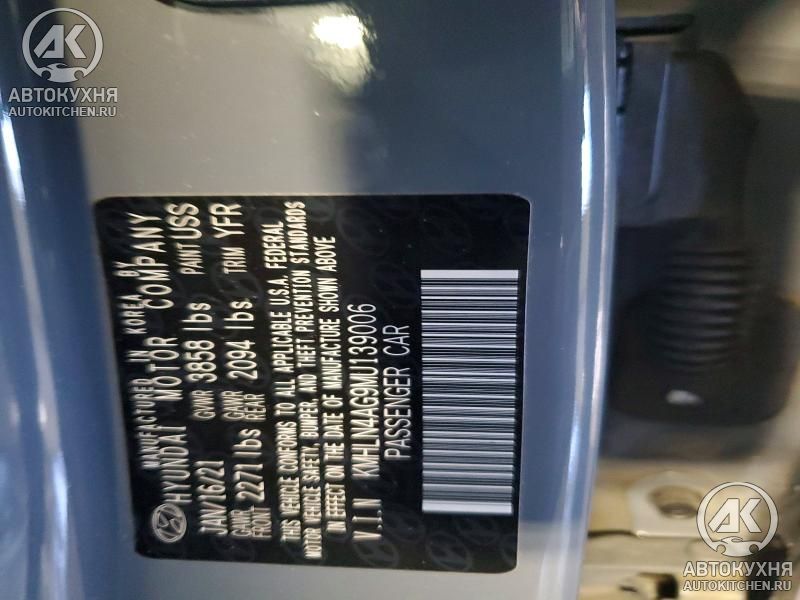 АК
АВТОКУХНЯ
AUTOKITCHEN.RU
MANUFACTURED IN KOREA BY
HYUNDAI MOTOR COMPANY
JAN/16/21 GVWR 3858 lbs PAINT USS
GAWR FRONT 2271 lbs GAWR REAR 2094 lbs. TRIM YFR
THIS VEHICLE CONFORMS TO ALL APPLICABLE U.S.A. FEDERAL
MOTOR VEHICLE SAFETY, BUMPER, AND THEFT PREVENTION STANDARDS
IN EFFECT ON THE DATE OF MANUFACTURE SHOWN ABOVE
V.I.N KMHLN4AG9MU139006
PASSENGER CAR
АК
АВТОКУХНЯ
AUTOKITCHEN.RU